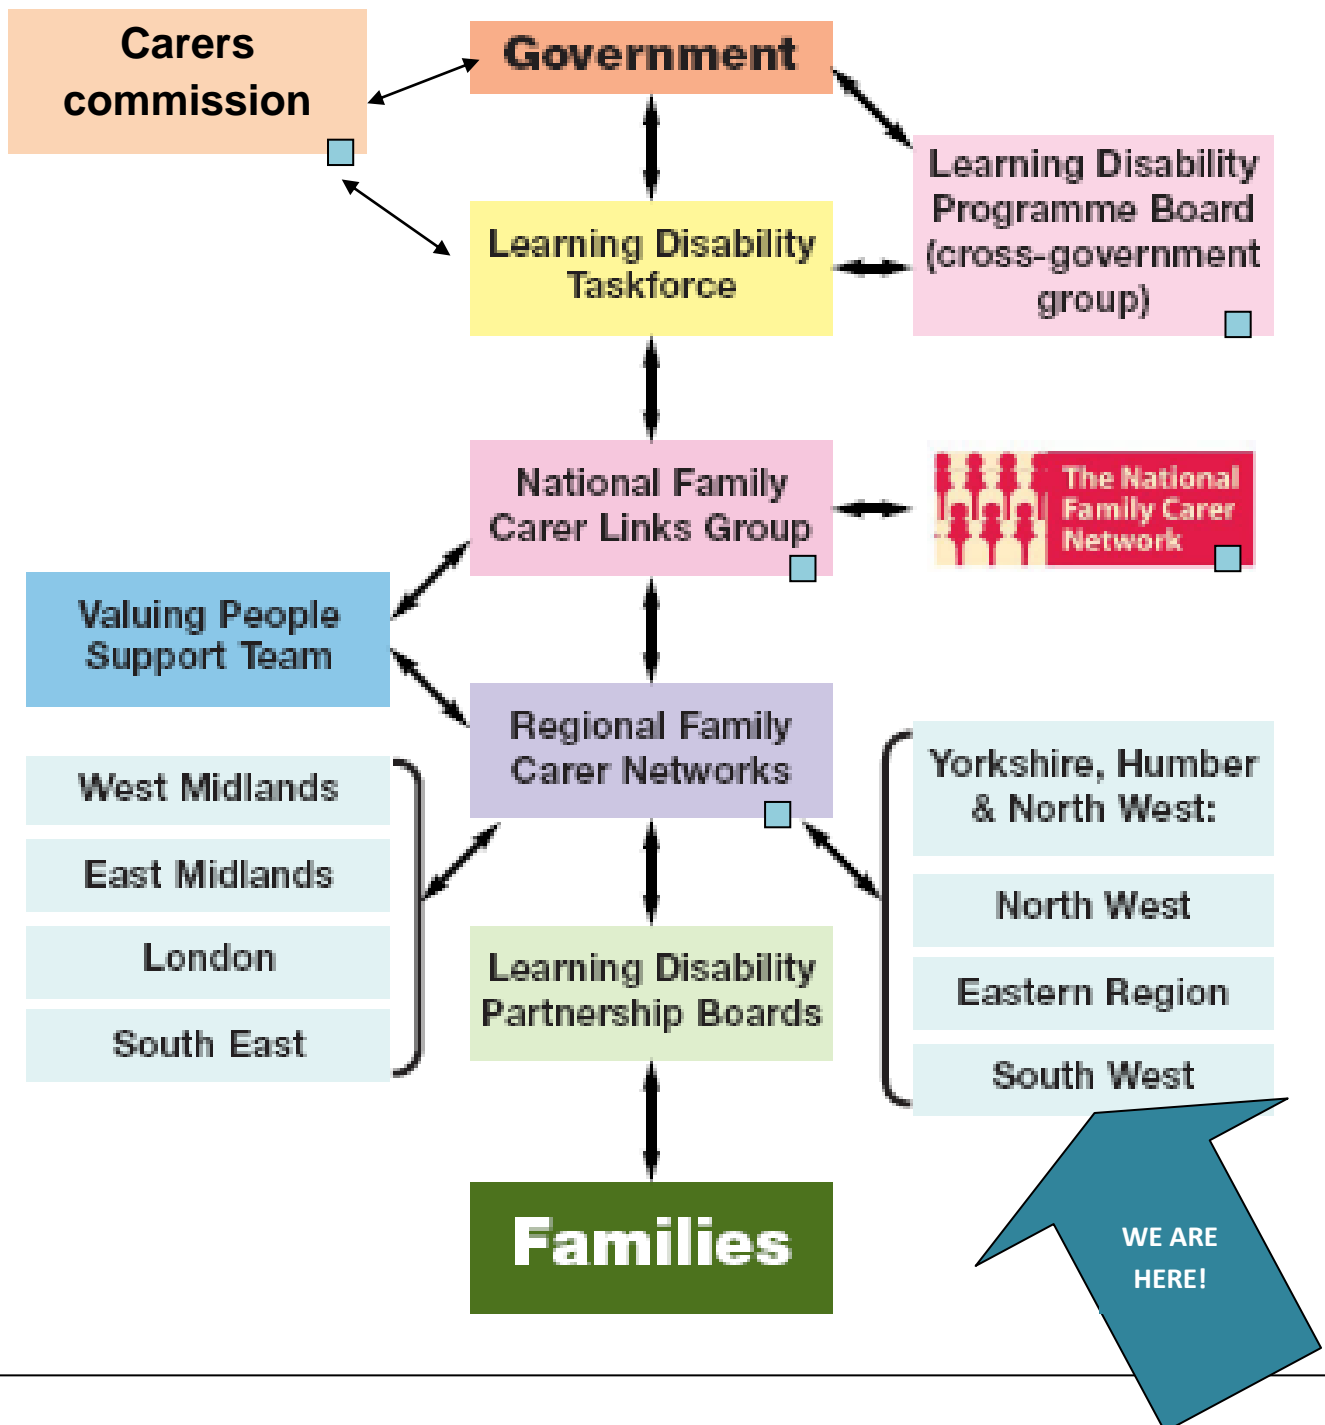 Carers
commission
Government
Learning Disability
Programme Board
(cross-government
group)
Learning Disability
Taskforce
National Family
Carer Links Group
The National
Family Carer
Network
Valuing People
Support Team
Regional Family
Carer Networks
West Midlands
East Midlands
London
South East
Yorkshire, Humber
& North West:
North West
Eastern Region
South West
Learning Disability
Partnership Boards
Families
WE ARE
HERE!